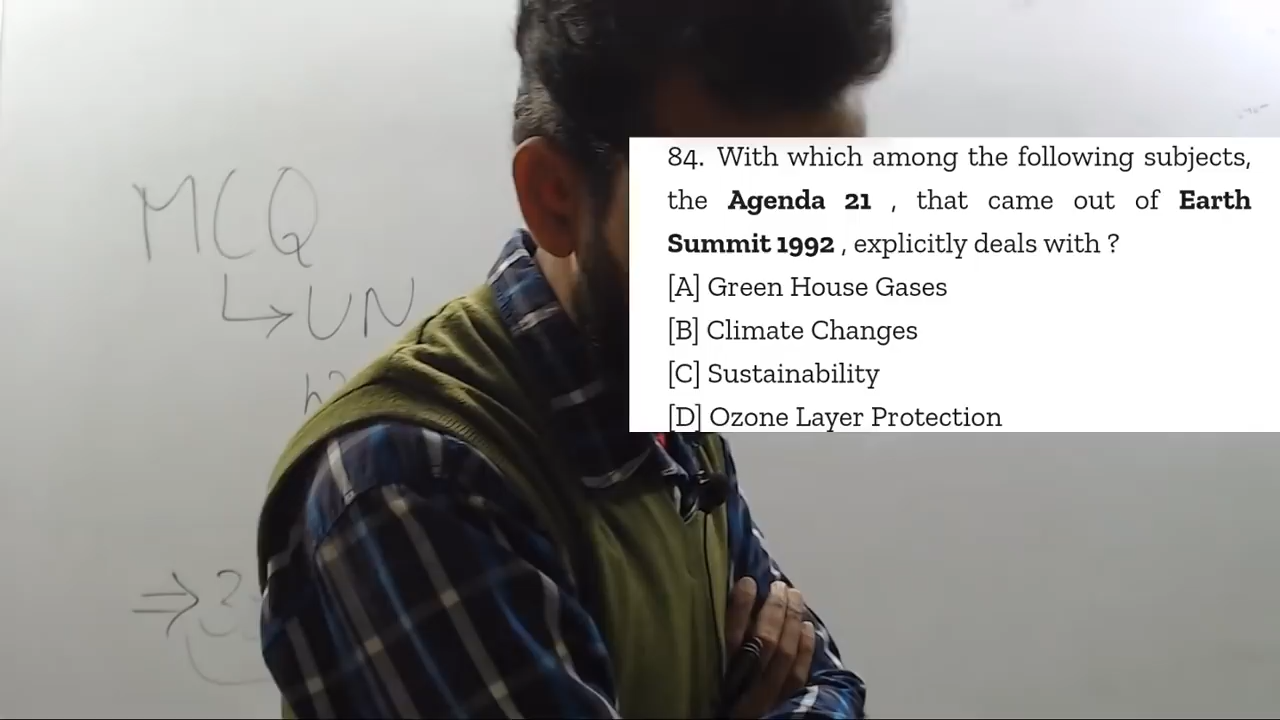 MCQ
UN
84. With which among the following subjects,
the Agenda 21 , that came out of Earth
Summit 1992 , explicitly deals with ?
[A] Green House Gases
[B] Climate Changes
[C] Sustainability
[D] Ozone Layer Protection